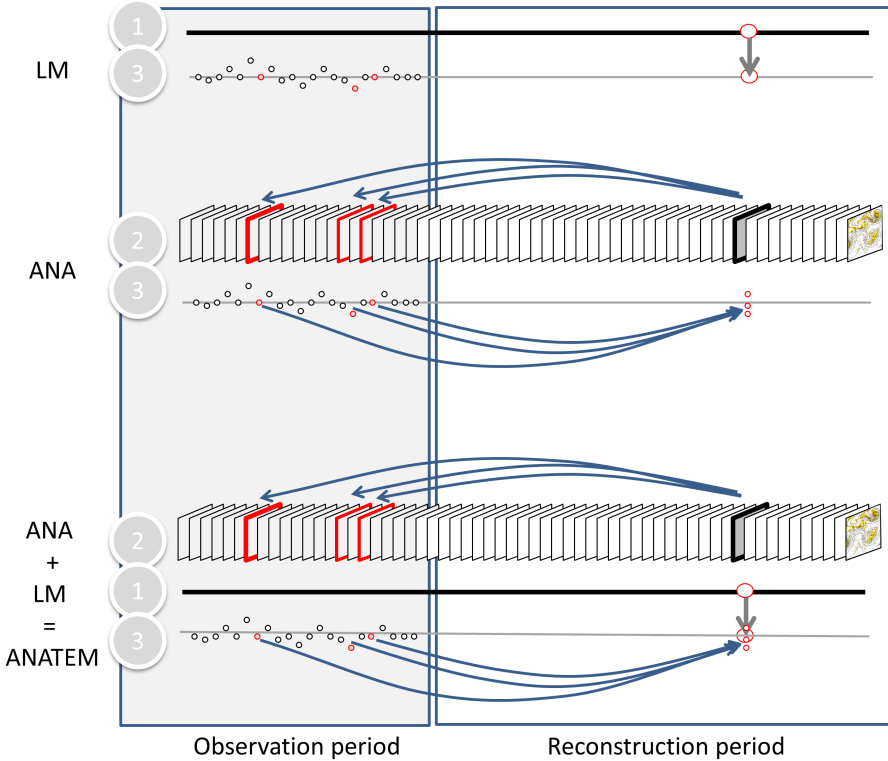 1
LM
3
2
ANA
3
2
ANA
+
1
LM
=
3
ANATEM
Observation period
Reconstruction period